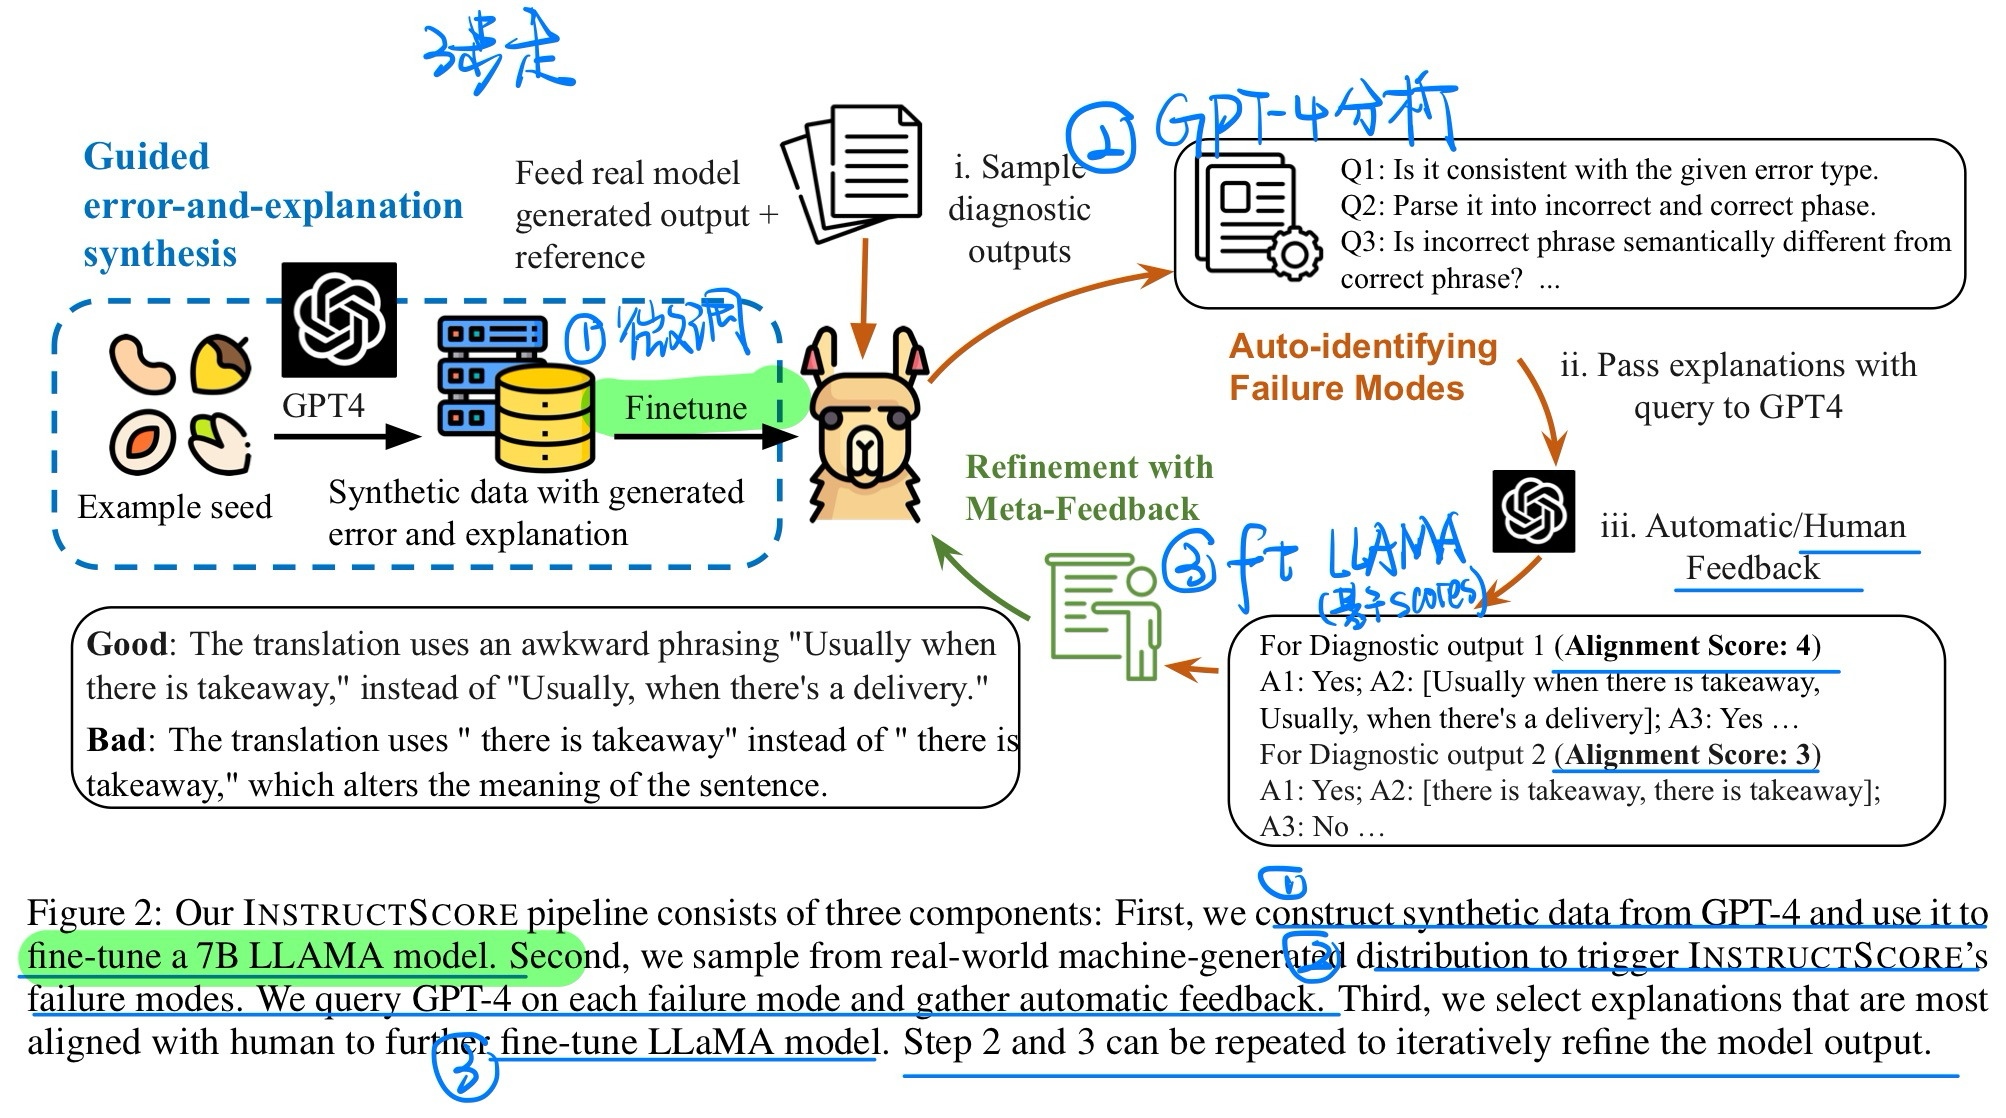 3步走
② GPT-4分析
Guided
error-and-explanation
synthesis
Feed real model
generated output +
reference
i. Sample
diagnostic
outputs
Q1: Is it consistent with the given error type.
Q2: Parse it into incorrect and correct phase.
Q3: Is incorrect phrase semantically different from
correct phrase? ...
① 微调
GPT4
Finetune
Example seed
Synthetic data with generated
error and explanation
Auto-identifying
Failure Modes
ii. Pass explanations with
query to GPT4
Refinement with
Meta-Feedback
③ ft LLAMA
(基于scores)
iii. Automatic/Human
Feedback
Good: The translation uses an awkward phrasing "Usually when
there is takeaway," instead of "Usually, when there's a delivery."
Bad: The translation uses " there is takeaway" instead of " there is
takeaway," which alters the meaning of the sentence.
For Diagnostic output 1 (Alignment Score: 4)
A1: Yes; A2: [Usually when there is takeaway,
Usually, when there's a delivery]; A3: Yes …
For Diagnostic output 2 (Alignment Score: 3)
A1: Yes; A2: [there is takeaway, there is takeaway];
A3: No …
①
Figure 2: Our INSTRUCTSCORE pipeline consists of three components: First, we construct synthetic data from GPT-4 and use it to
fine-tune a 7B LLAMA model. Second, we sample from real-world machine-generated distribution to trigger INSTRUCTSCORE's
②
failure modes. We query GPT-4 on each failure mode and gather automatic feedback. Third, we select explanations that are most
aligned with human to further fine-tune LLaMA model. Step 2 and 3 can be repeated to iteratively refine the model output.
③